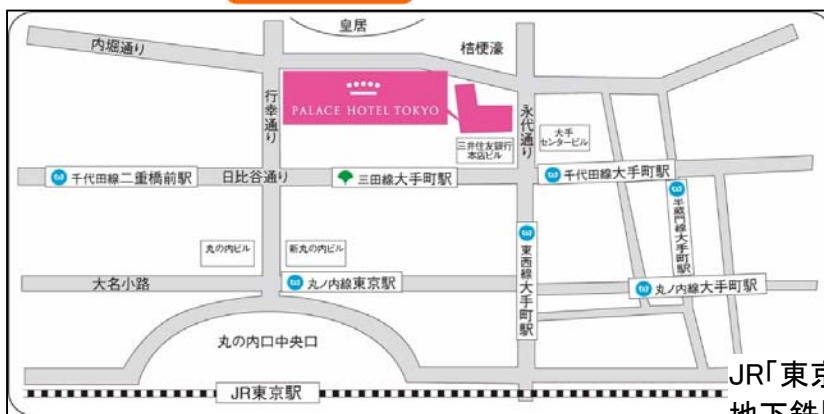 皇居
桔梗濠
内堀通り
行幸通り
PALACE HOTEL TOKYO
永代通り
三井住友銀行
本店ビル
大手
センタービル
千代田線二重橋前駅
日比谷通り
三田線大手町駅
千代田線大手町駅
半蔵門線大手町駅
丸の内ビル
新丸の内ビル
東西線大手町駅
大名小路
丸ノ内線東京駅
丸ノ内線大手町駅
丸の内口中央口
JR東京駅
JR「東京
地下鉄